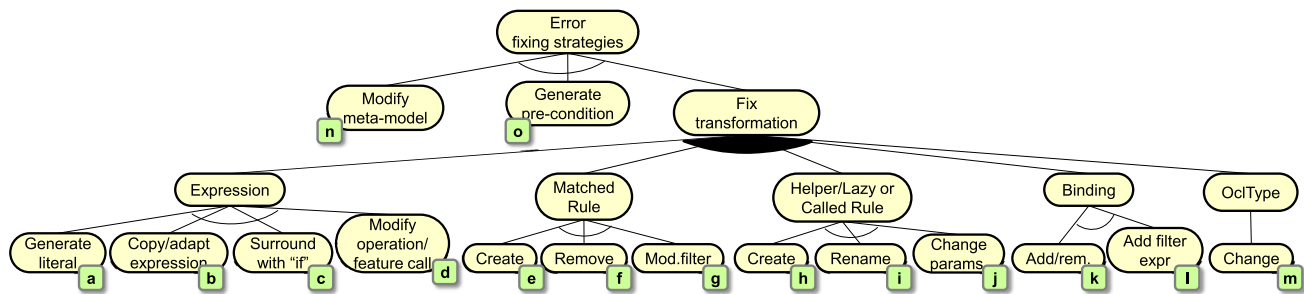 Error
fixing strategies
Modify
meta-model
n
Generate
pre-condition
o
Fix
transformation
Expression
Matched
Rule
Helper/Lazy or
Called Rule
Binding
OclType
Generate
literal
a
Copy/adapt
expression
b
Surround
with "if"
c
Modify
operation/
feature call
d
Create
e
Remove
f
Mod.filter
g
Create
h
Rename
i
Change
params
j
Add/rem.
k
Add filter
expr
l
Change
m